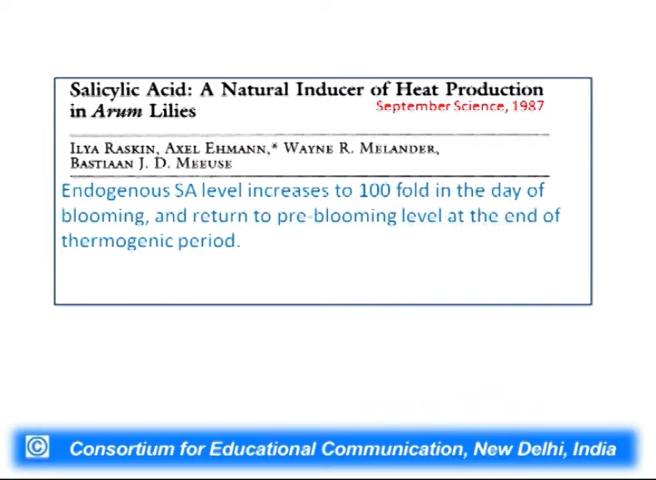 Salicylic Acid: A Natural Inducer of Heat Production
in Arum Lilies
September Science, 1987
ILYA RASKIN, AXEL EHMANN,* WAYNE R. MELANDER,
BASTIAAN J. D. MEEUSE
Endogenous SA level increases to 100 fold in the day of
blooming, and return to pre-blooming level at the end of
thermogenic period.
© Consortium for Educational Communication, New Delhi, India